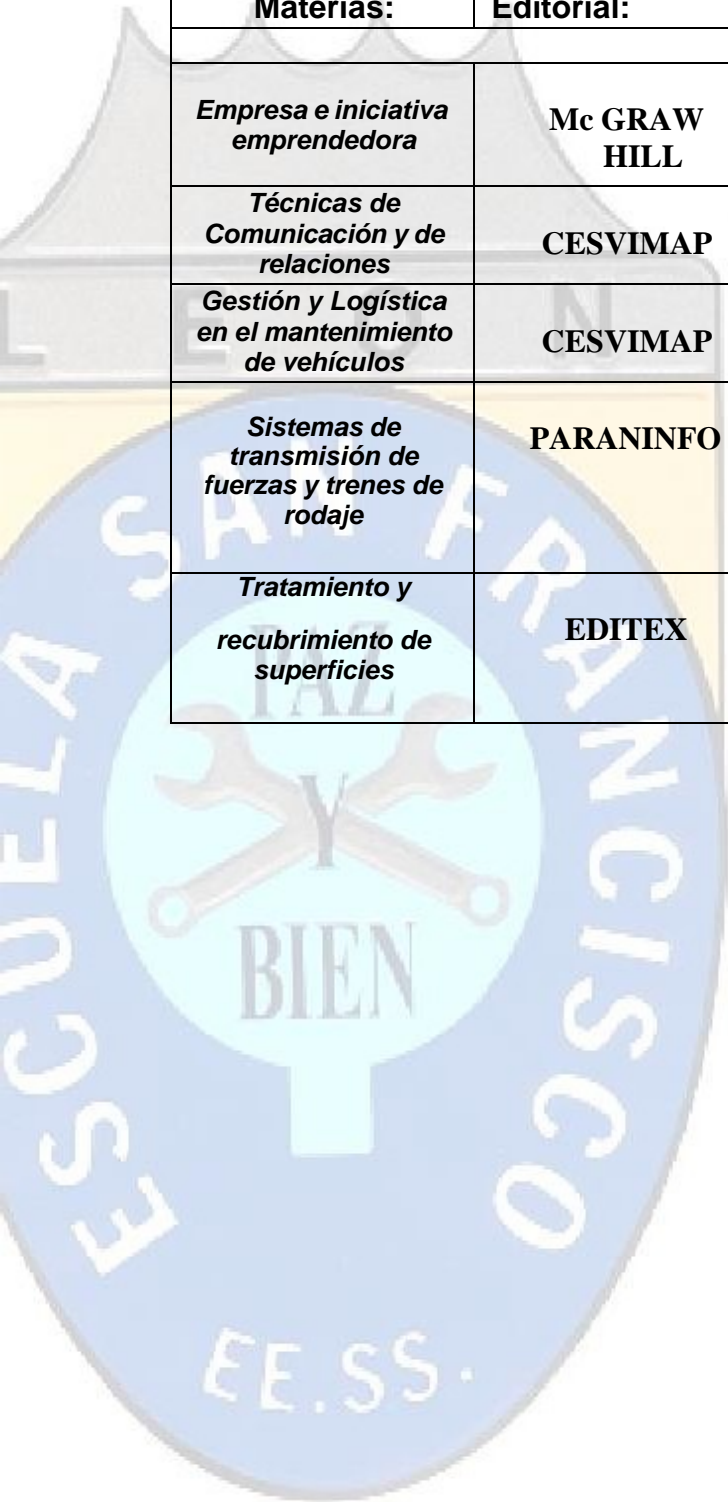 Materias: Editorial:
Empresa e iniciativa
emprendedora
Mc GRAW
HILL
Técnicas de
Comunicación y de
relaciones
CESVIMAP
Gestión y Logística
en el mantenimiento
de vehículos
CESVIMAP
Sistemas de
transmisión de
fuerzas y trenes de
rodaje
PARANINFO
Tratamiento y
recubrimiento de
superficies
EDITEX
L E O N
ESCUELA SAN FRANCISCO
PAZ
Y
BIEN
EE.SS.